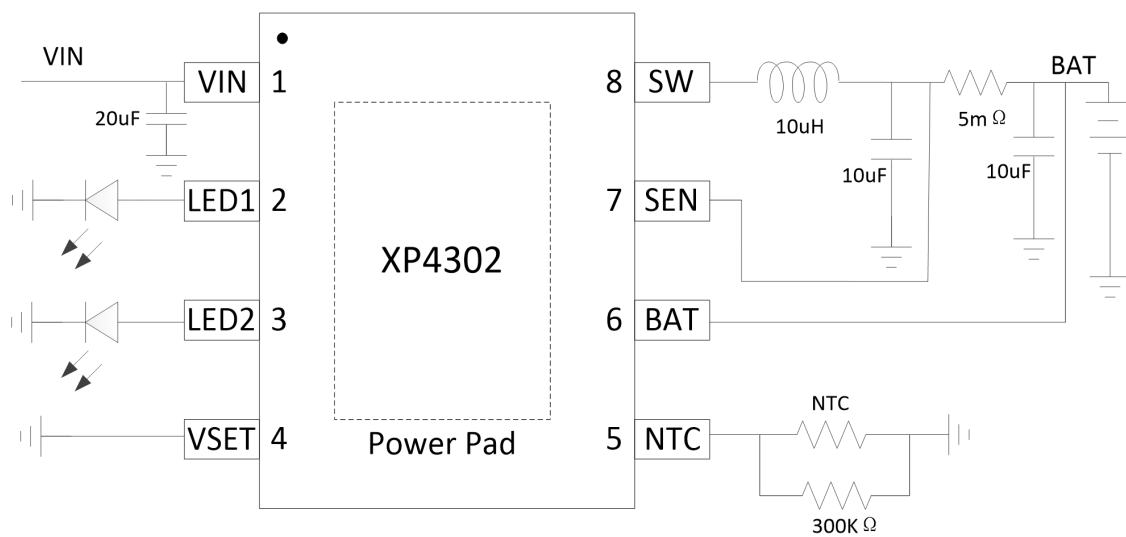 VIN
VIN 1
20uF
LED1 2
LED2 3
VSET 4
XP4302
Power Pad
8 SW
10uH
10uF
5m Ω
10uF
BAT
7 SEN
6 BAT
5 NTC
NTC
300K Ω